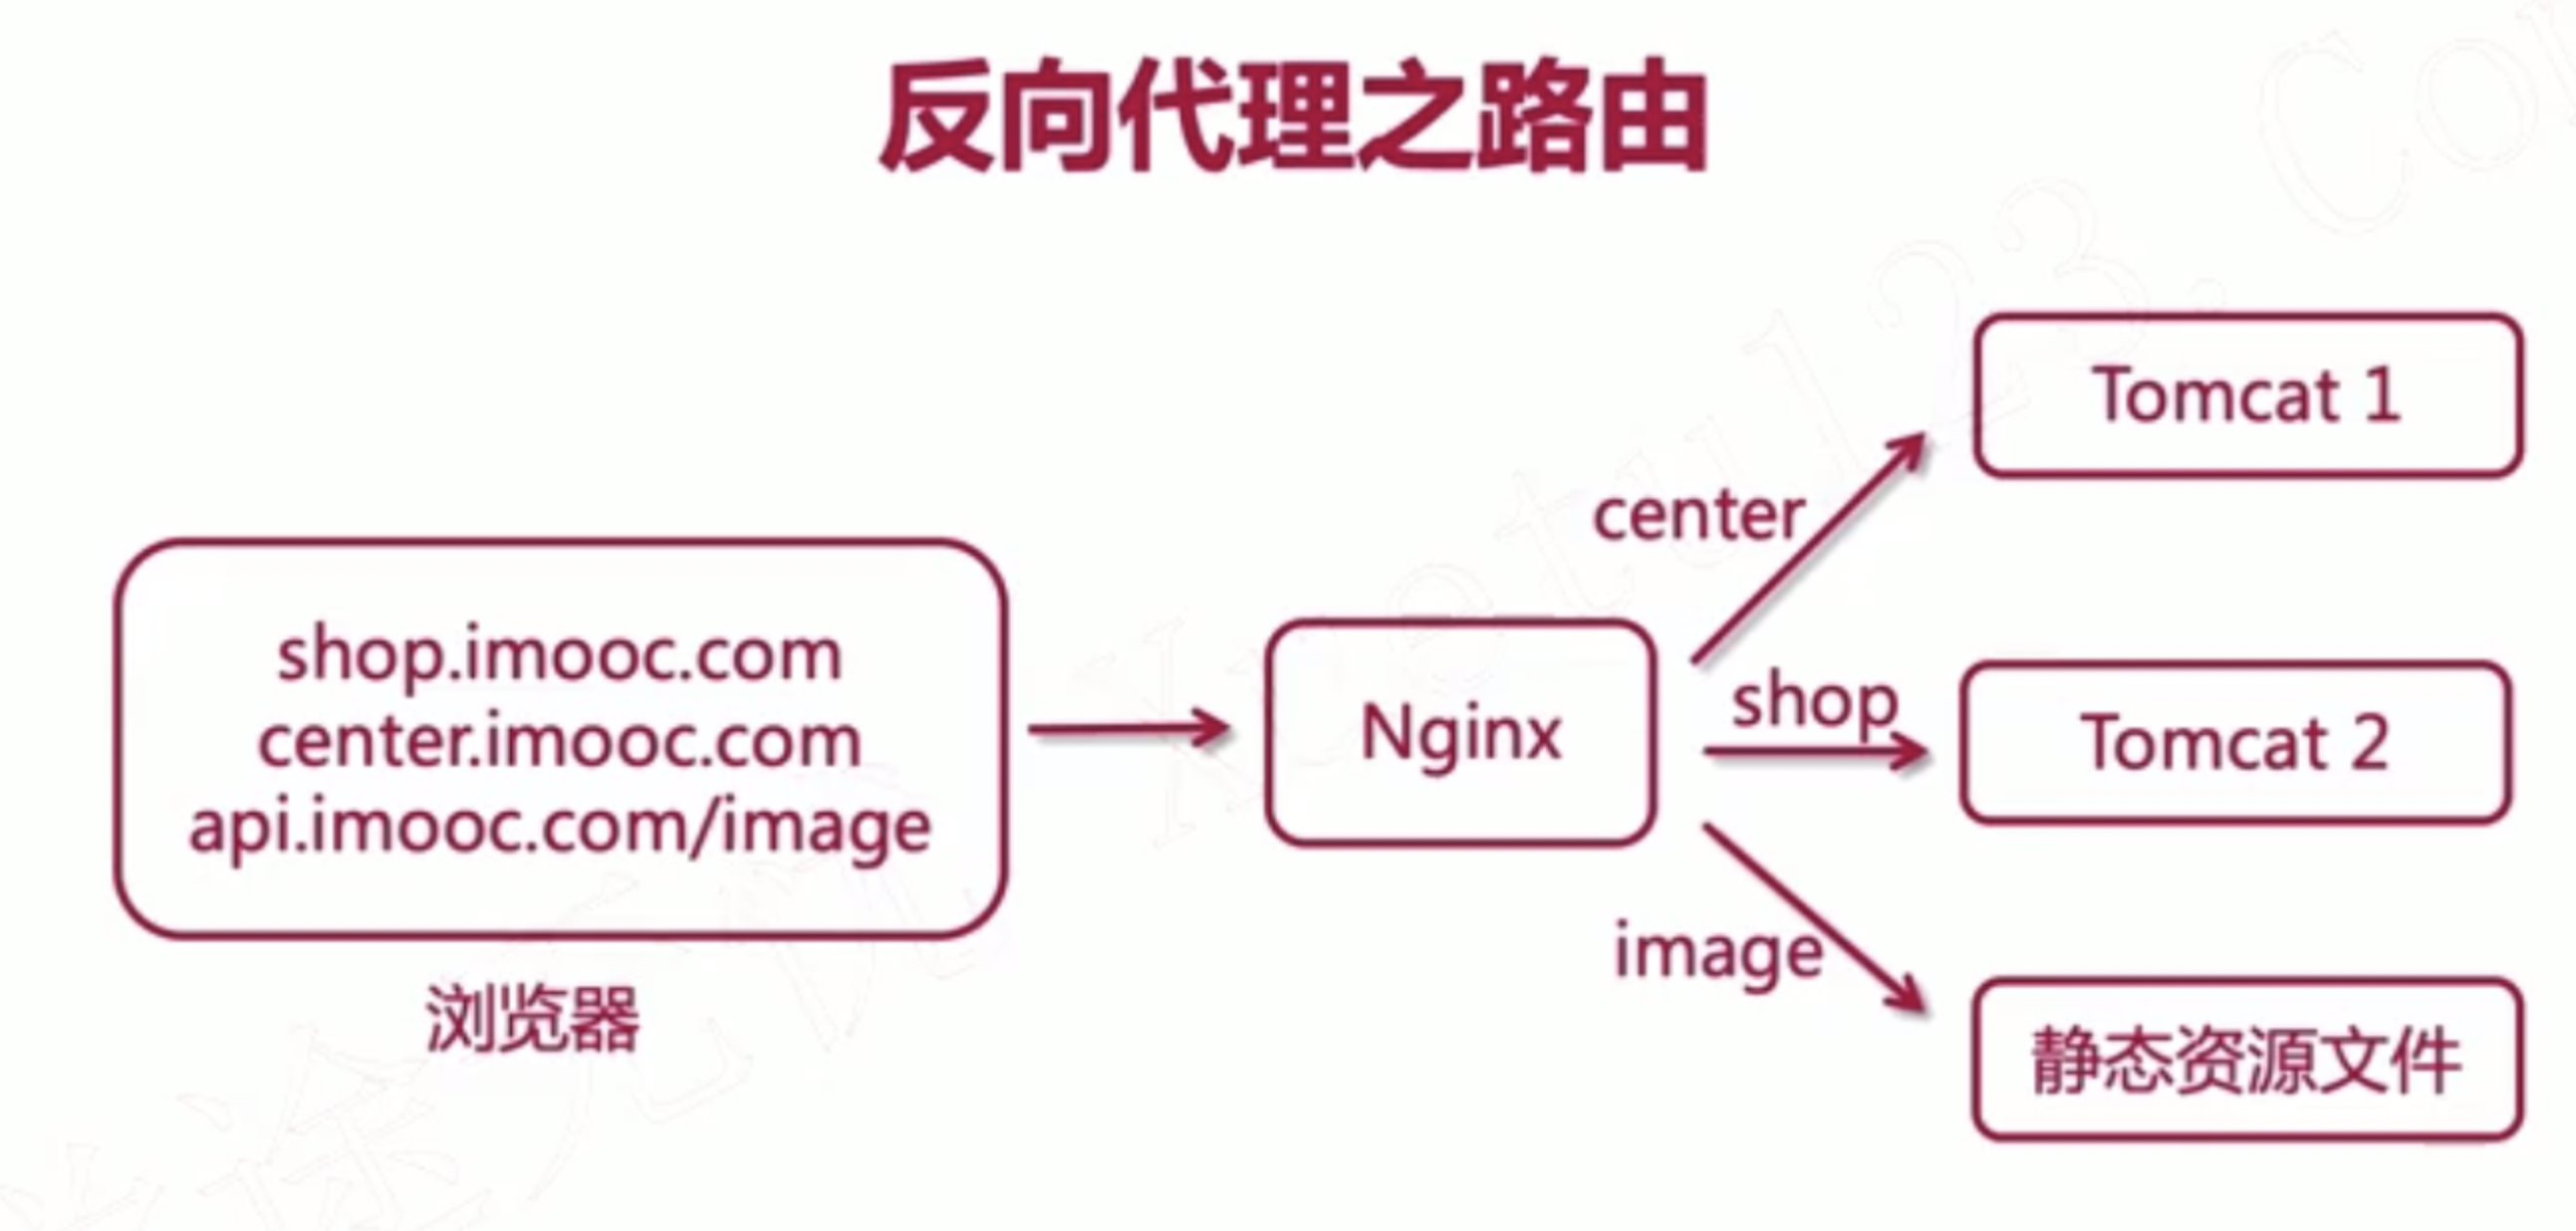 反向代理之路由
shop.imooc.com
center.imooc.com
api.imooc.com/image
浏览器
Nginx
center
shop
image
Tomcat 1
Tomcat 2
静态资源文件